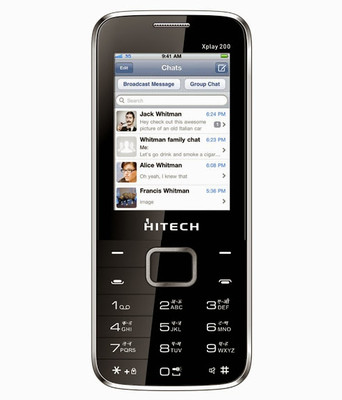 Xplay 200
9:41 AM
Edit Chats
Broadcast Message Group Chat
Search
Jack Whitman 6:24 PM
Hey check out this awesome
picture of an old Italian car
Whitman family chat 6:23 PM
Me:
Let's go drink and smoke a cigar...
Alice Whitman 6:08 PM
Oh yeah, I knew that
Francis Whitman 5:36 PM
image
HITECH
1 2 ABC 3 DEF
4 GHI 5 JKL 6 MNO
7 PQRS 8 TUV 9 WXYZ
* + 0 #